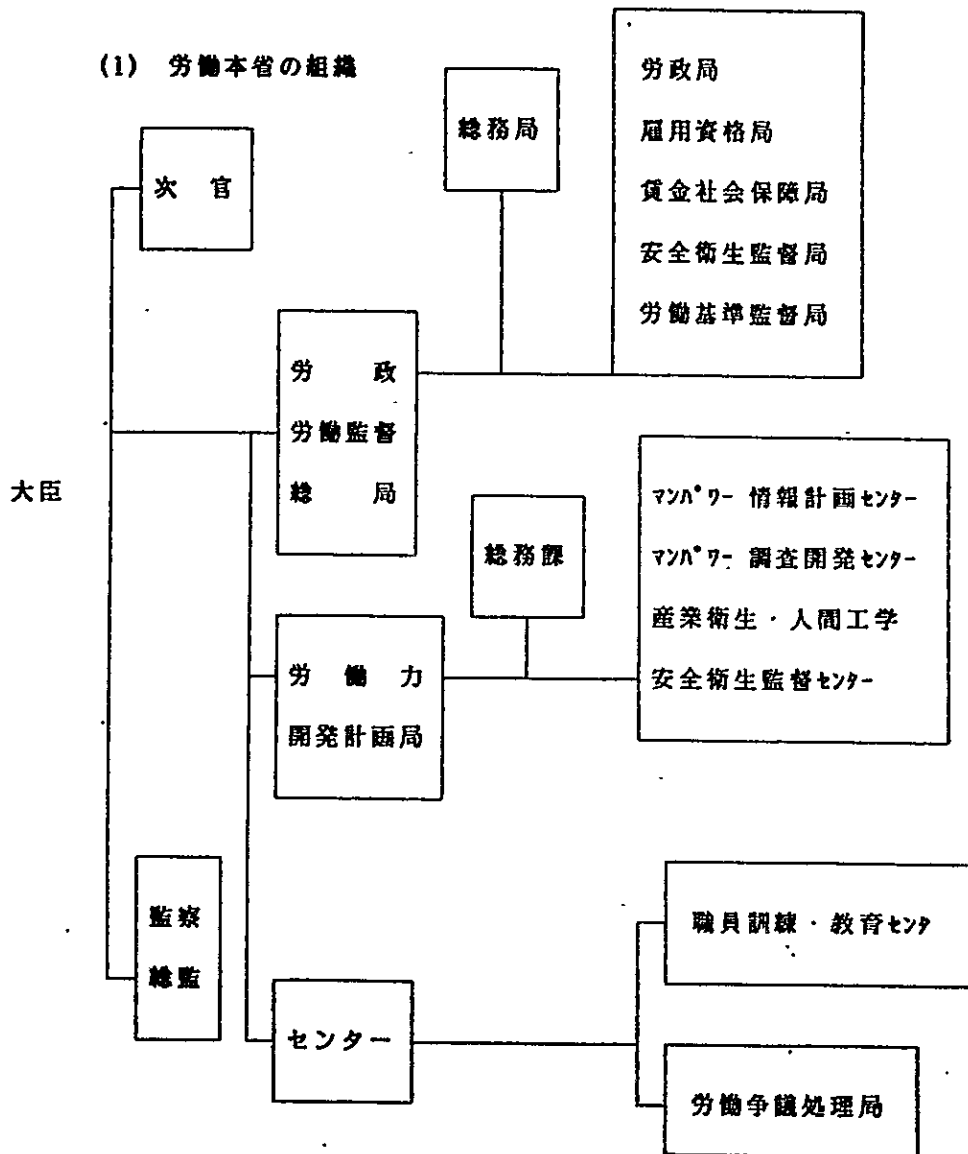 (1) 労働本省の組織
総務局
労政局
雇用資格局
賃金社会保障局
安全衛生監督局
労働基準監督局
次 官
労 政
労働監督
総 局
大臣
総務課
マンパワー 情報計画センター
マンパワー 調査開発センター
産業衛生・人間工学
安全衛生監督センター
労 働 力
開発計画局
監察
総監
センター
職員訓練・教育センタ
労働争議処理局